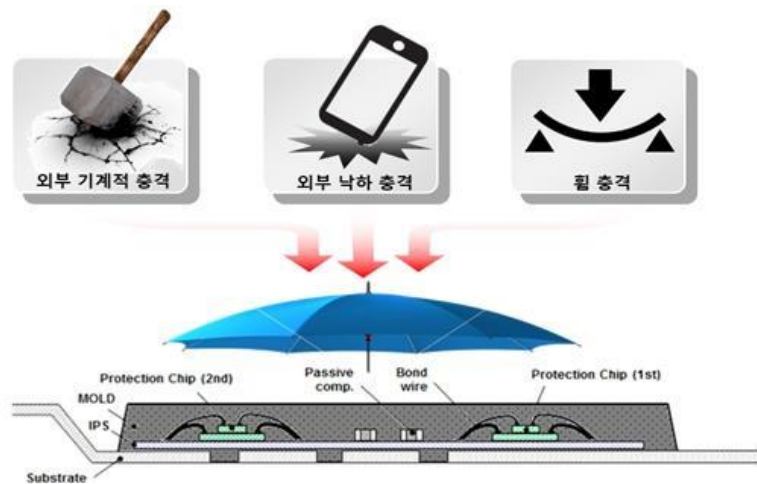 외부 기계적 충격
외부 낙하 충격
휨 충격
Protection Chip (2nd)
Passive comp.
Bond wire
Protection Chip (1st)
MOLD
IPS
Substrate